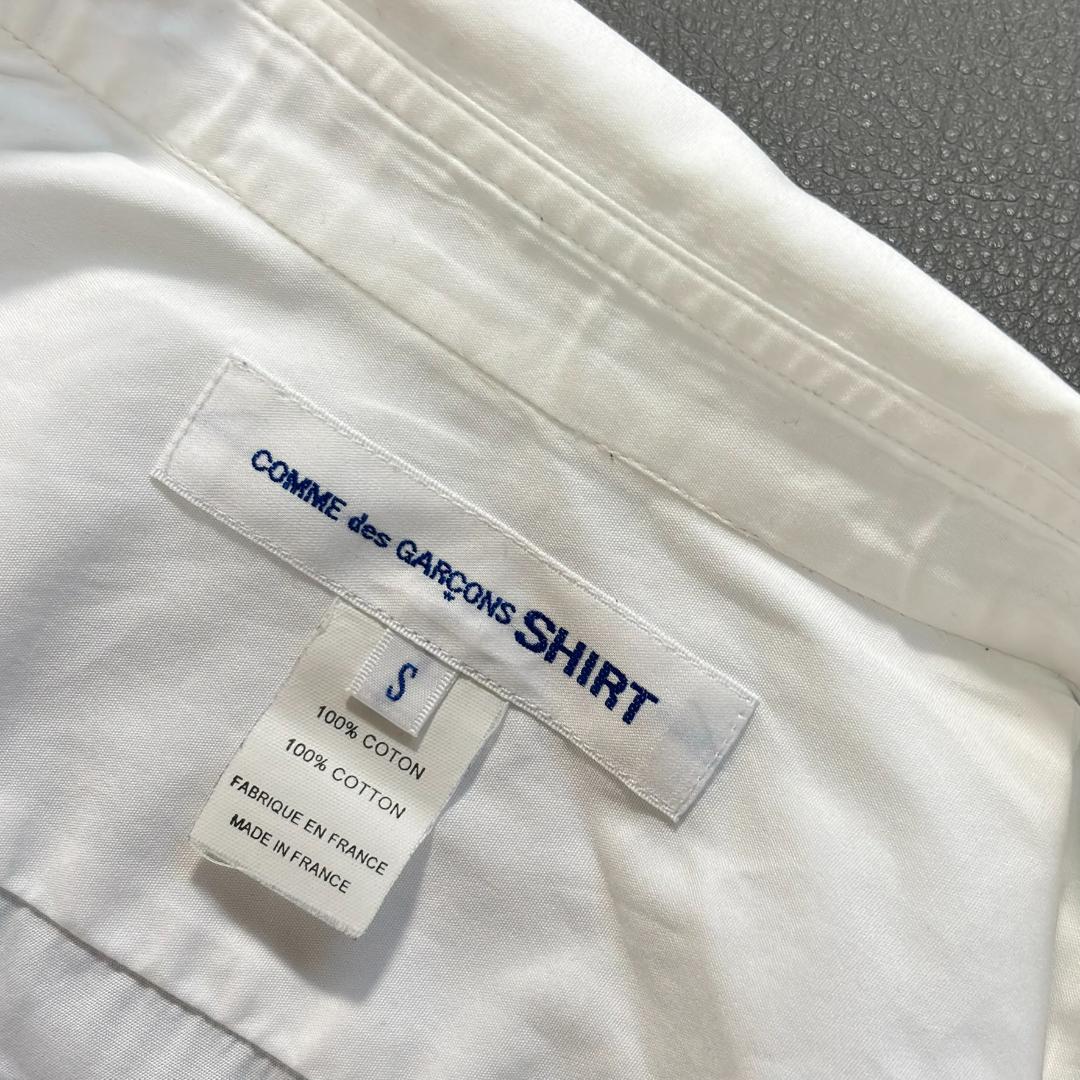 COMME des GARÇONS SHIRT
S
100% COTON
100% COTTON
FABRIQUE EN FRANCE
MADE IN FRANCE